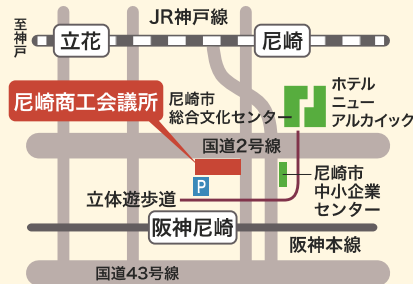 JR神戸線
至神戸
立花
尼崎
尼崎商工会議所
尼崎市
総合文化センター
ホテル
ニュー
アルカイック
国道2号線
P
尼崎市
中小企業
センター
立体遊歩道
阪神尼崎
阪神本線
国道43号線